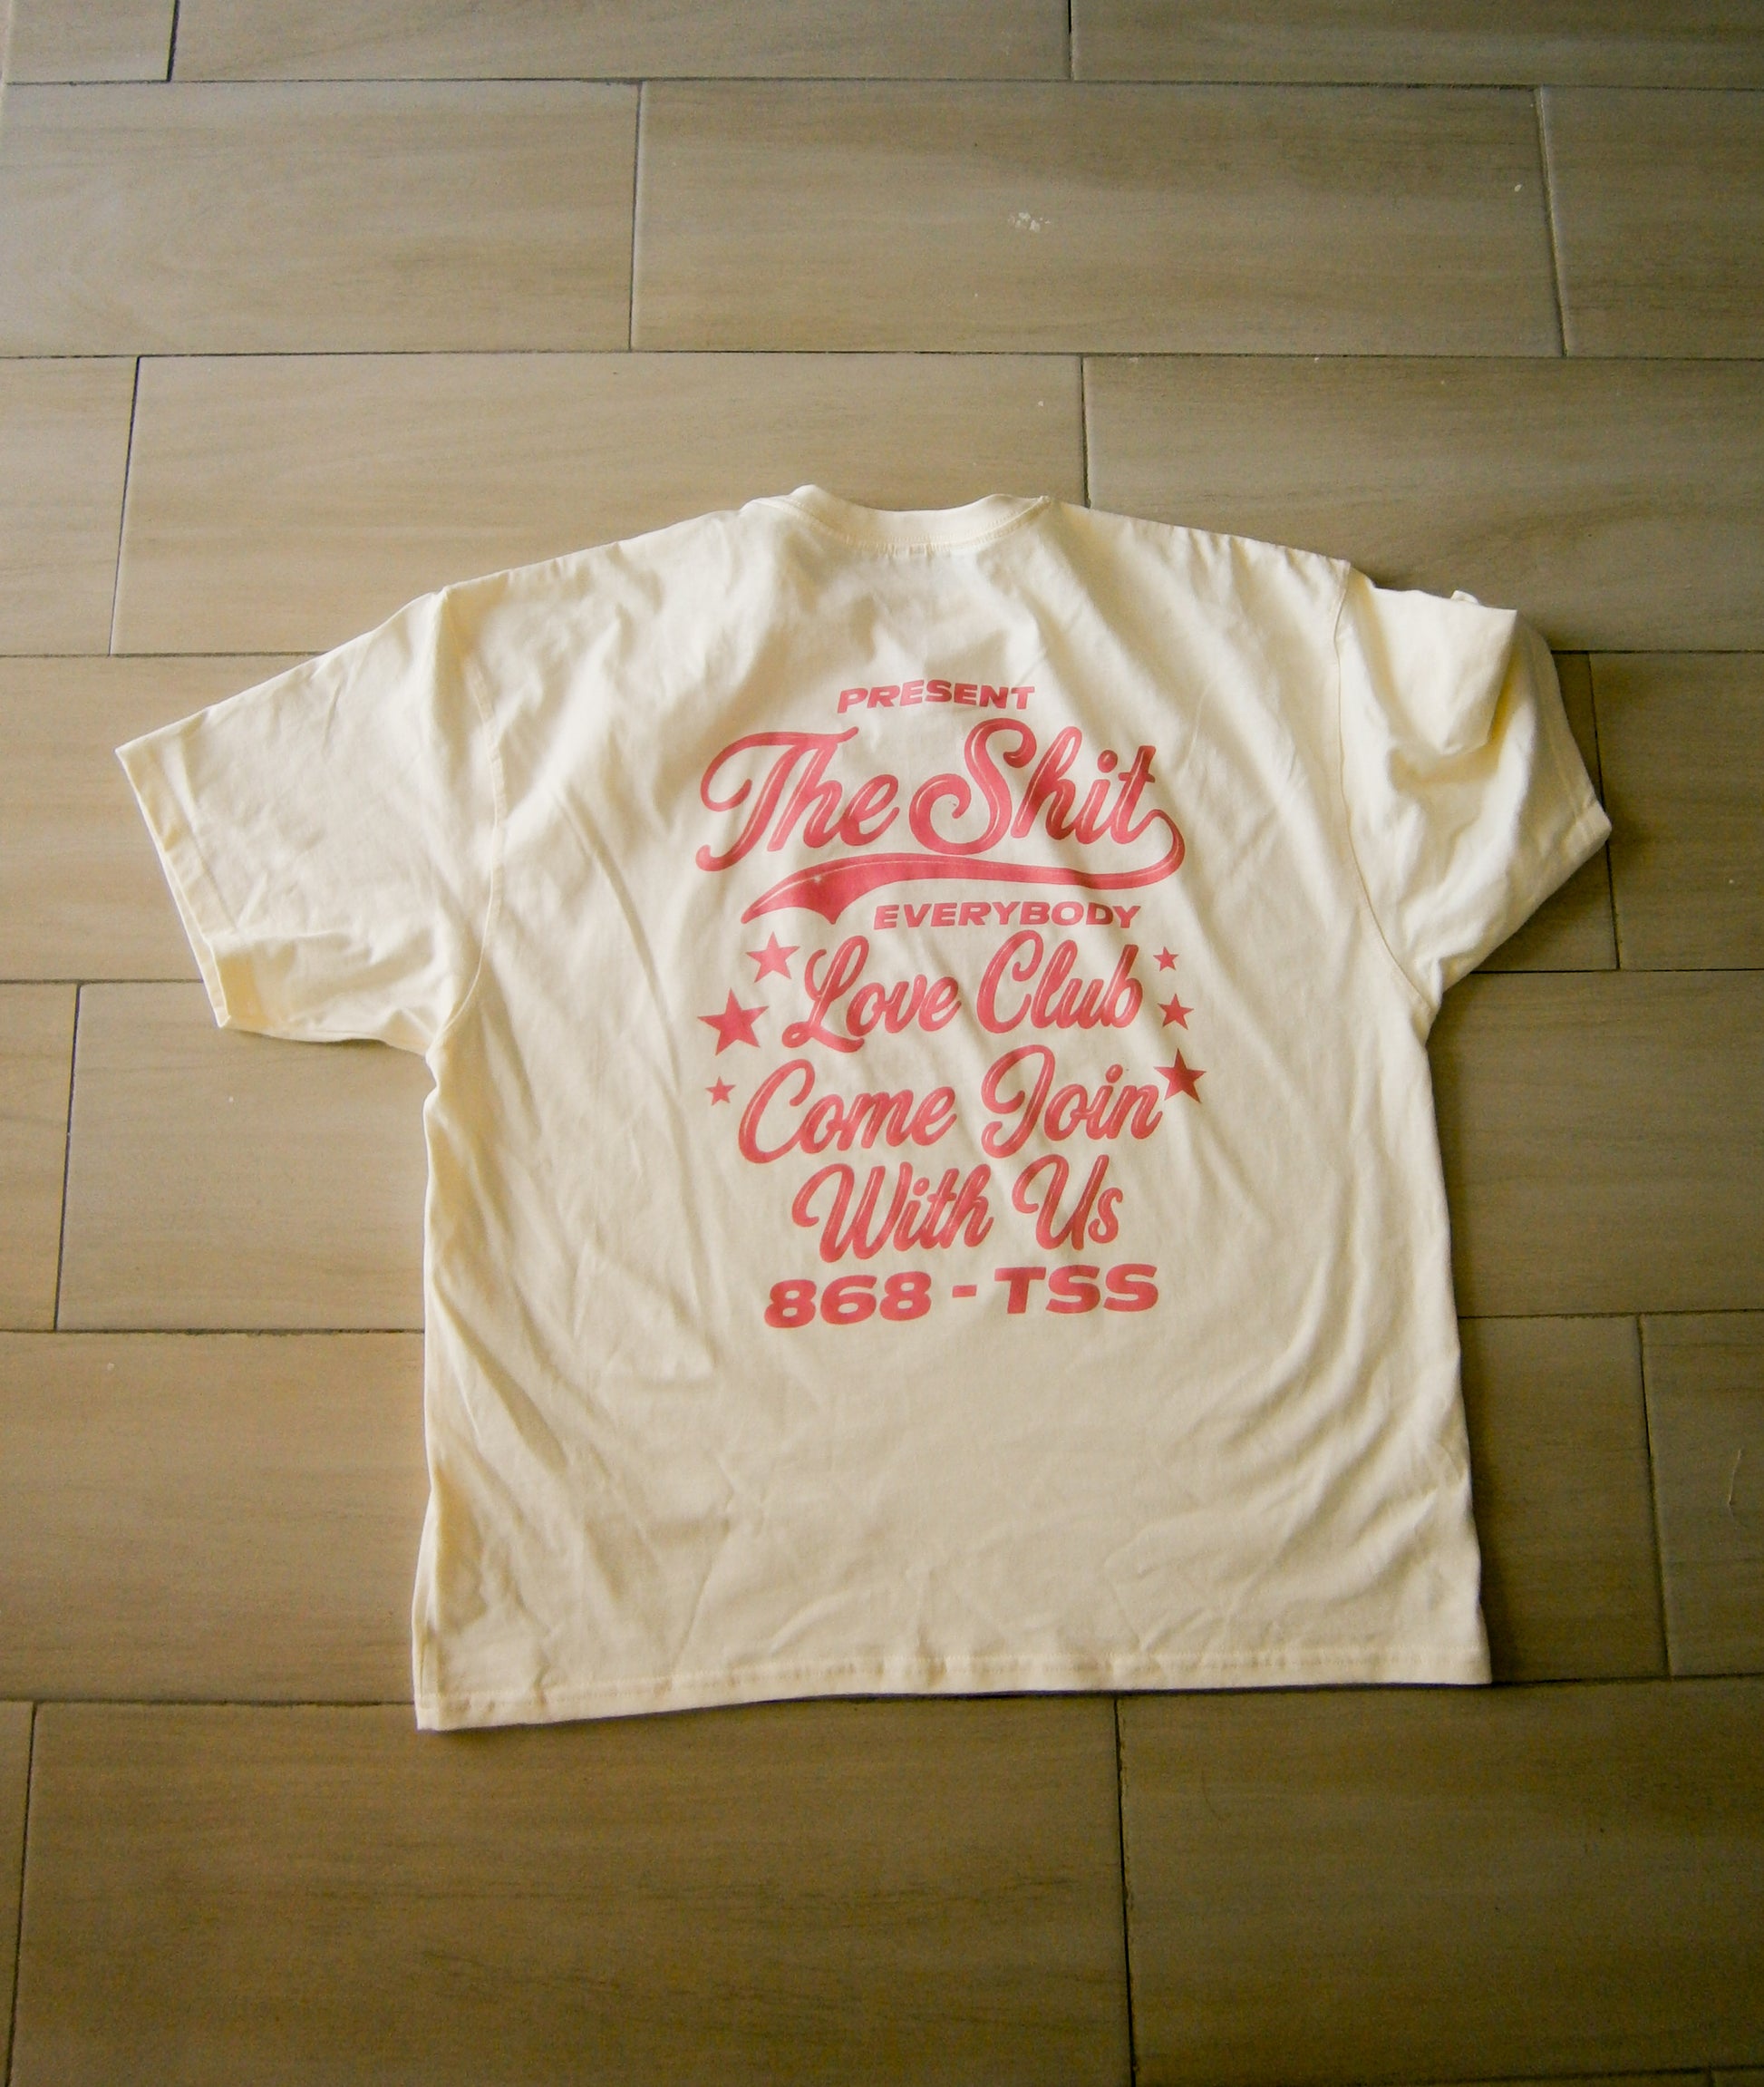 PRESENT
The Shit
EVERYBODY
Love Club
Come Join
With Us
868 - TSS